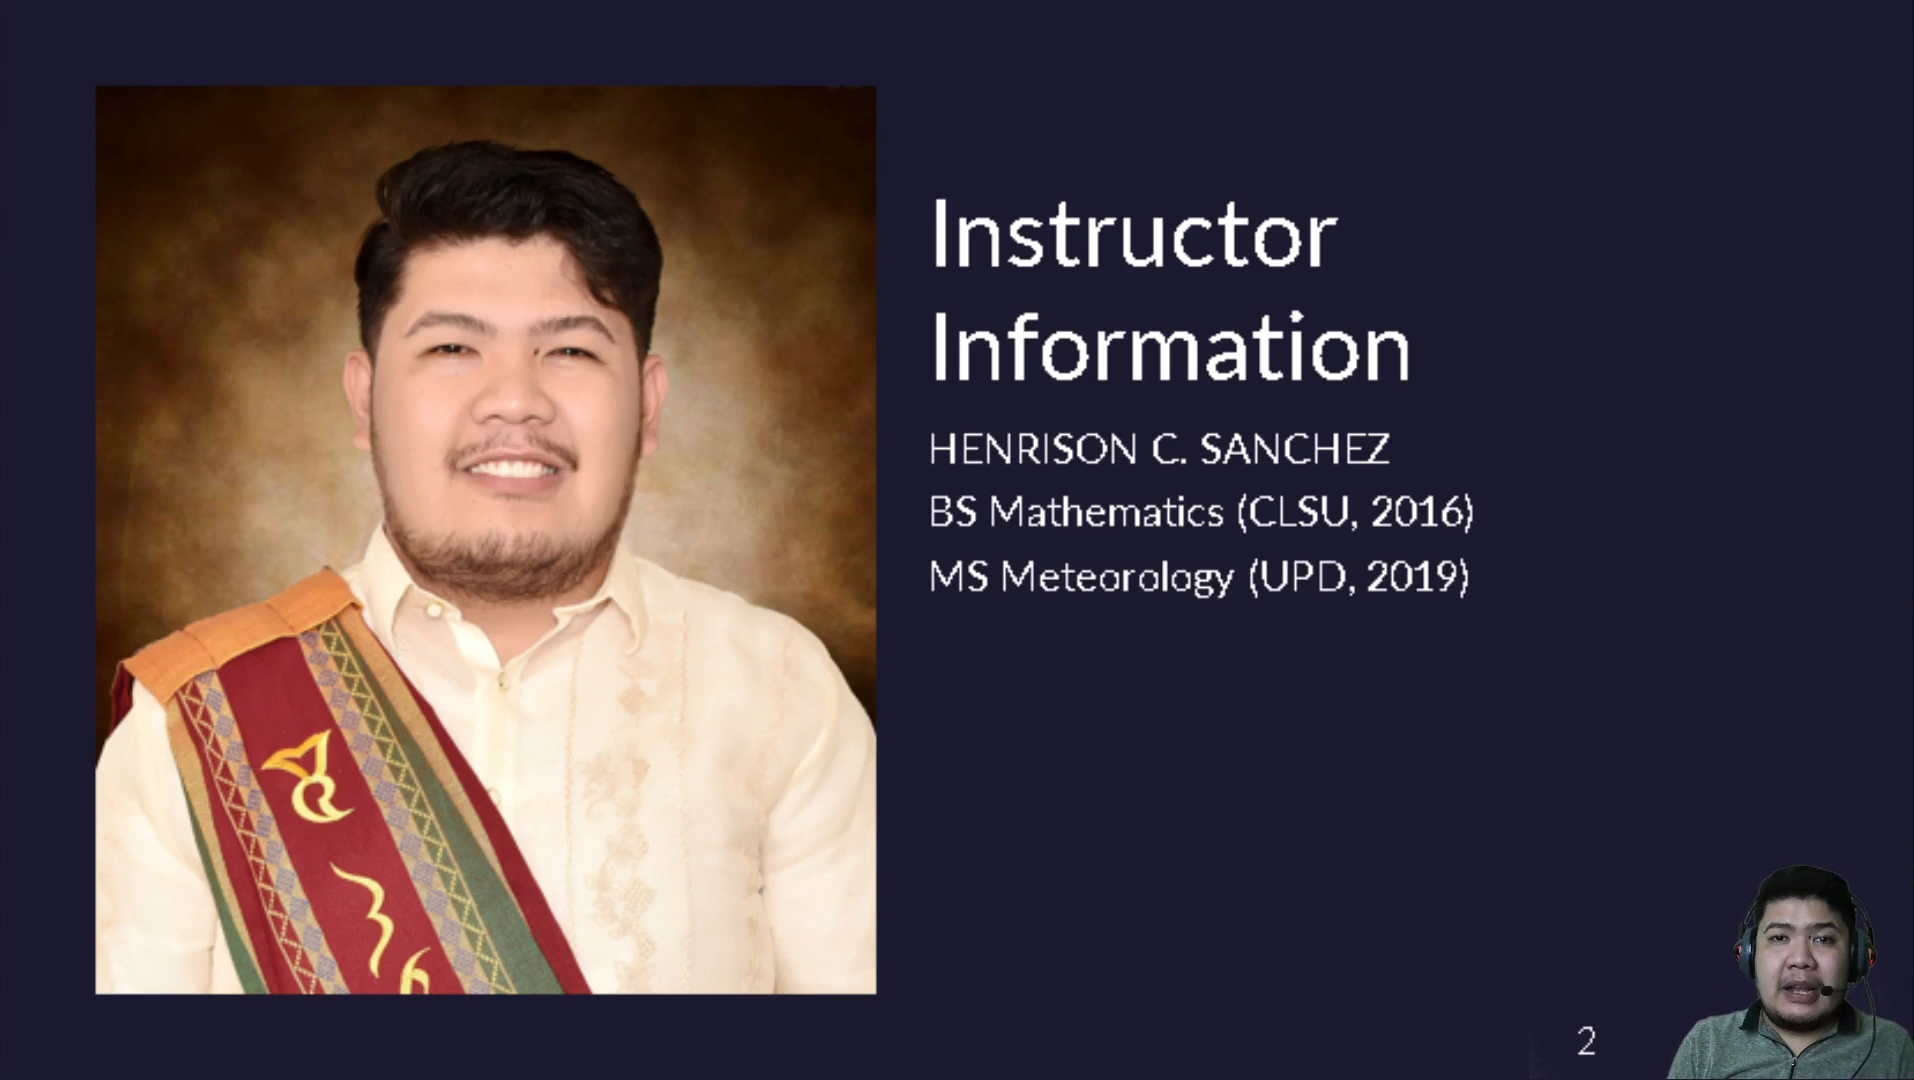 Instructor
Information
HENRISON C. SANCHEZ
BS Mathematics (CLSU, 2016)
MS Meteorology (UPD, 2019)
2